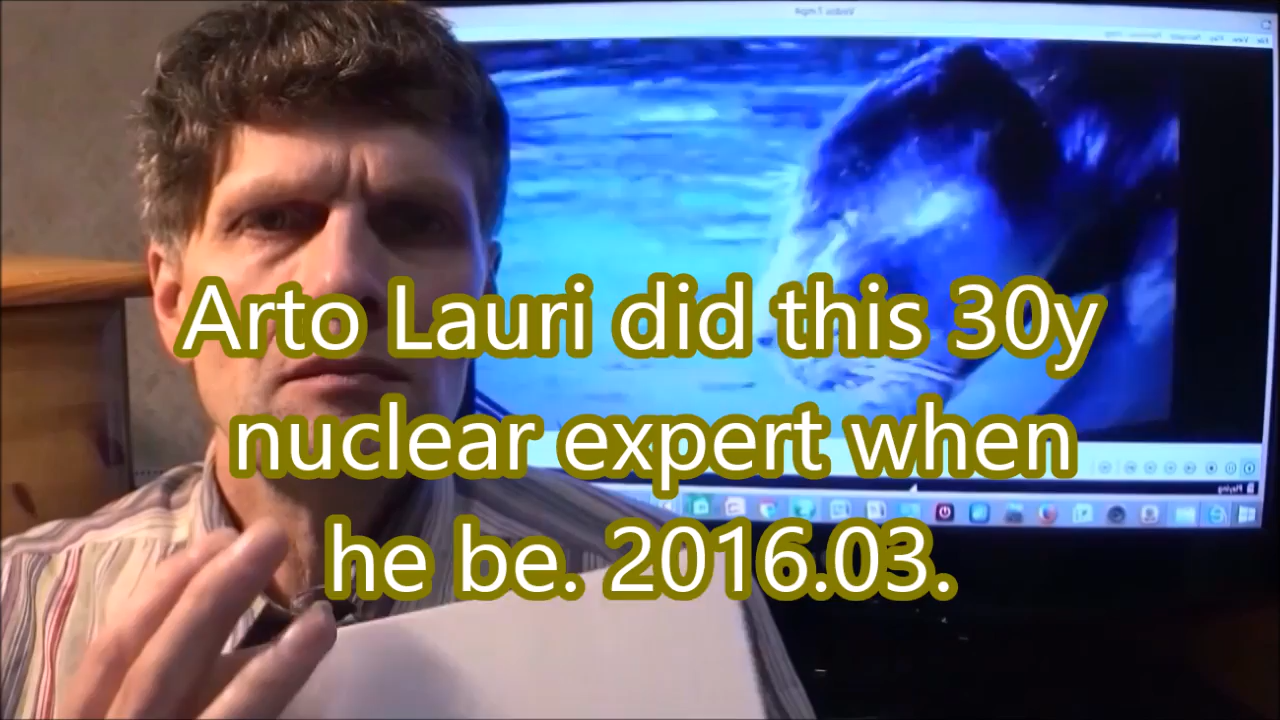 Arto Lauri did this 30y
nuclear expert when
he be. 2016.03.